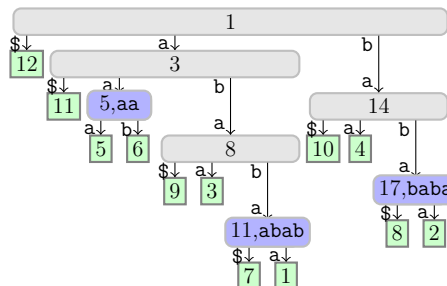 1
$ a b
12 3 a
$ a b 14
11 5,aa a $ a b
a b 8 10 4
5 6 $ a b a
9 3 17,baba
a $ a
11,abab 8 2
$ a
7 1